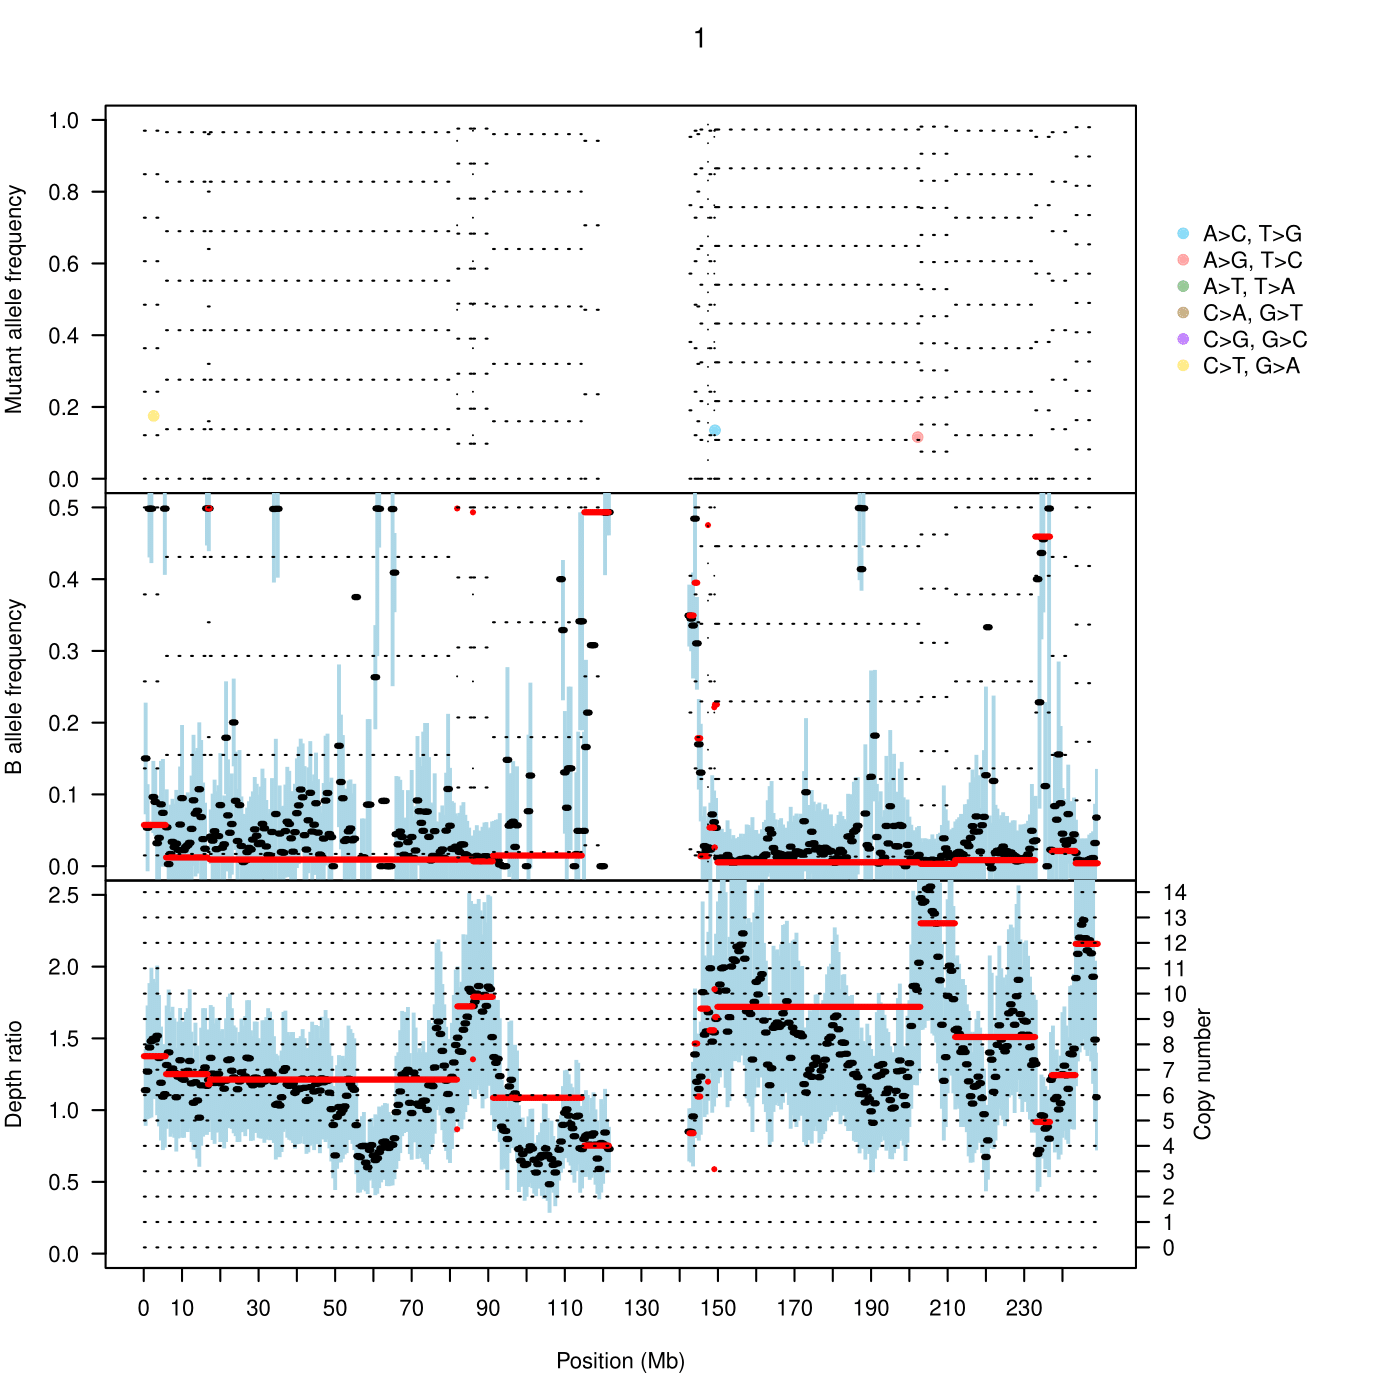 1
Mutant allele frequency
1.0
0.8
0.6
0.4
0.2
0.0
A>C, T>G
A>G, T>C
A>T, T>A
C>A, G>T
C>G, G>C
C>T, G>A
B allele frequency
0.5
0.4
0.3
0.2
0.1
0.0
Depth ratio
2.5
2.0
1.5
1.0
0.5
0.0
14
13
12
11
10
9
8
7
6
5
4
3
2
1
0
Copy number
0 10 30 50 70 90 110 130 150 170 190 210 230
Position (Mb)